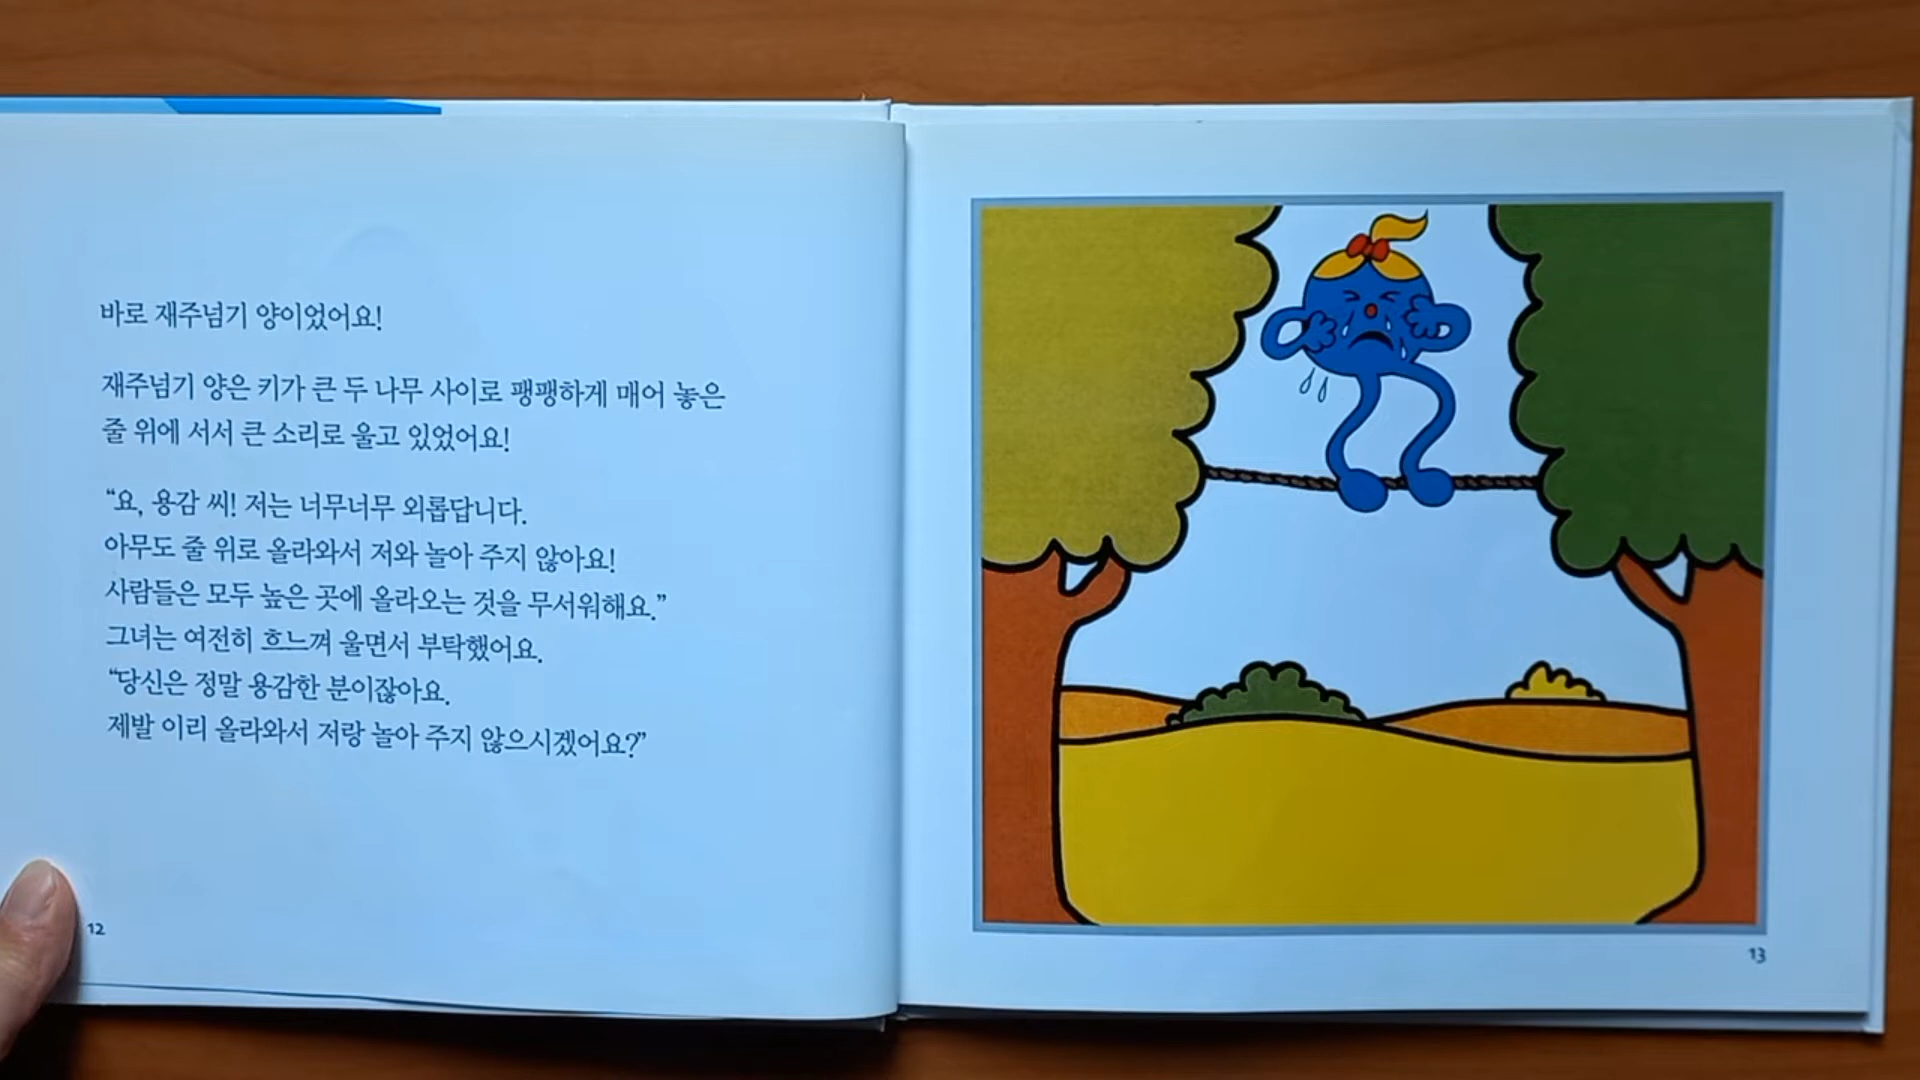 바로 재주넘기 양이었어요!
재주넘기 양은 키가 큰 두 나무 사이로 팽팽하게 매어 놓은
줄 위에 서서 큰 소리로 울고 있었어요!
“요, 용감 씨! 저는 너무너무 외롭답니다.
아무도 줄 위로 올라와서 저와 놀아 주지 않아요!
사람들은 모두 높은 곳에 올라오는 것을 무서워해요.”
그녀는 여전히 흐느껴 울면서 부탁했어요.
“당신은 정말 용감한 분이잖아요.
제발 이리 올라와서 저랑 놀아 주지 않으시겠어요?”
12
13